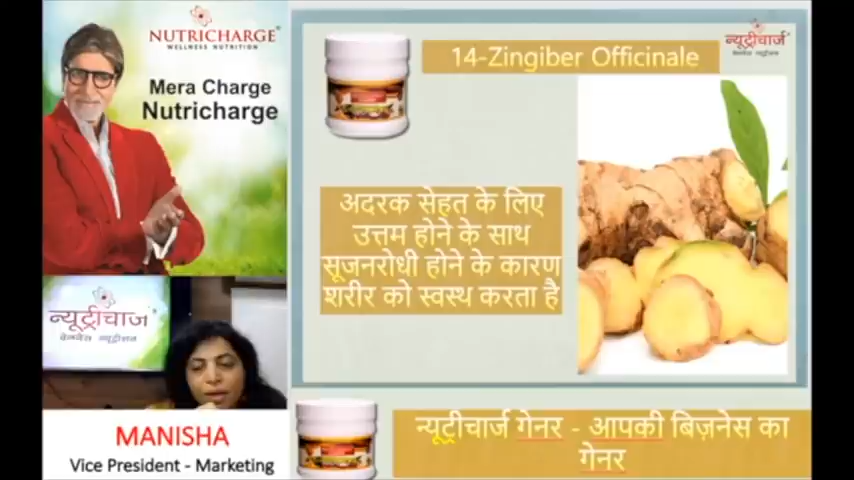 NUTRICHARGE
WELLNESS NUTRITION
Mera Charge
Nutricharge
न्यूट्रीचार्ज
वेलनेस न्यूट्रीशन
MANISHA
Vice President - Marketing
14-Zingiber Officinale
न्यूट्रीचार्ज
वेलनेस न्यूट्रीशन
अदरक सेहत के लिए
उत्तम होने के साथ
सूजनरोधी होने के कारण
शरीर को स्वस्थ करता है
न्यूट्रीचार्ज गेनर - आपकी बिज़नेस का
गेनर